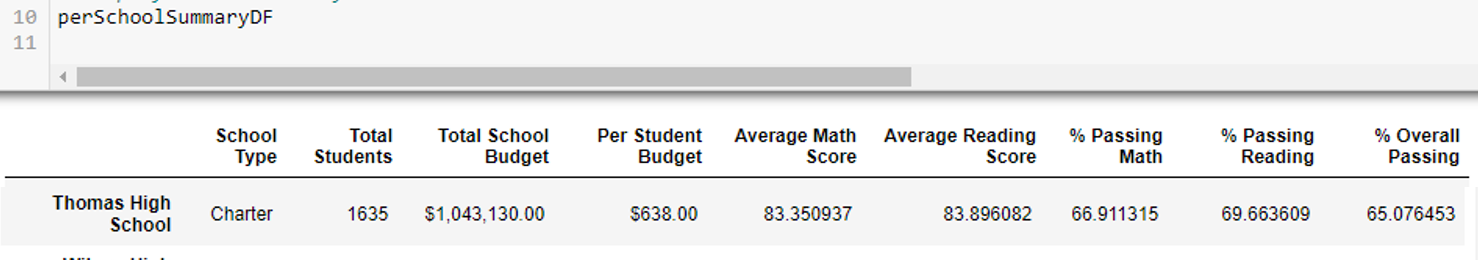 10 perSchoolSummaryDF
11
School Type Total Students Total School Budget Per Student Budget Average Math Score Average Reading Score % Passing Math % Passing Reading % Overall Passing
Thomas High School Charter 1635 $1,043,130.00 $638.00 83.350937 83.896082 66.911315 69.663609 65.076453